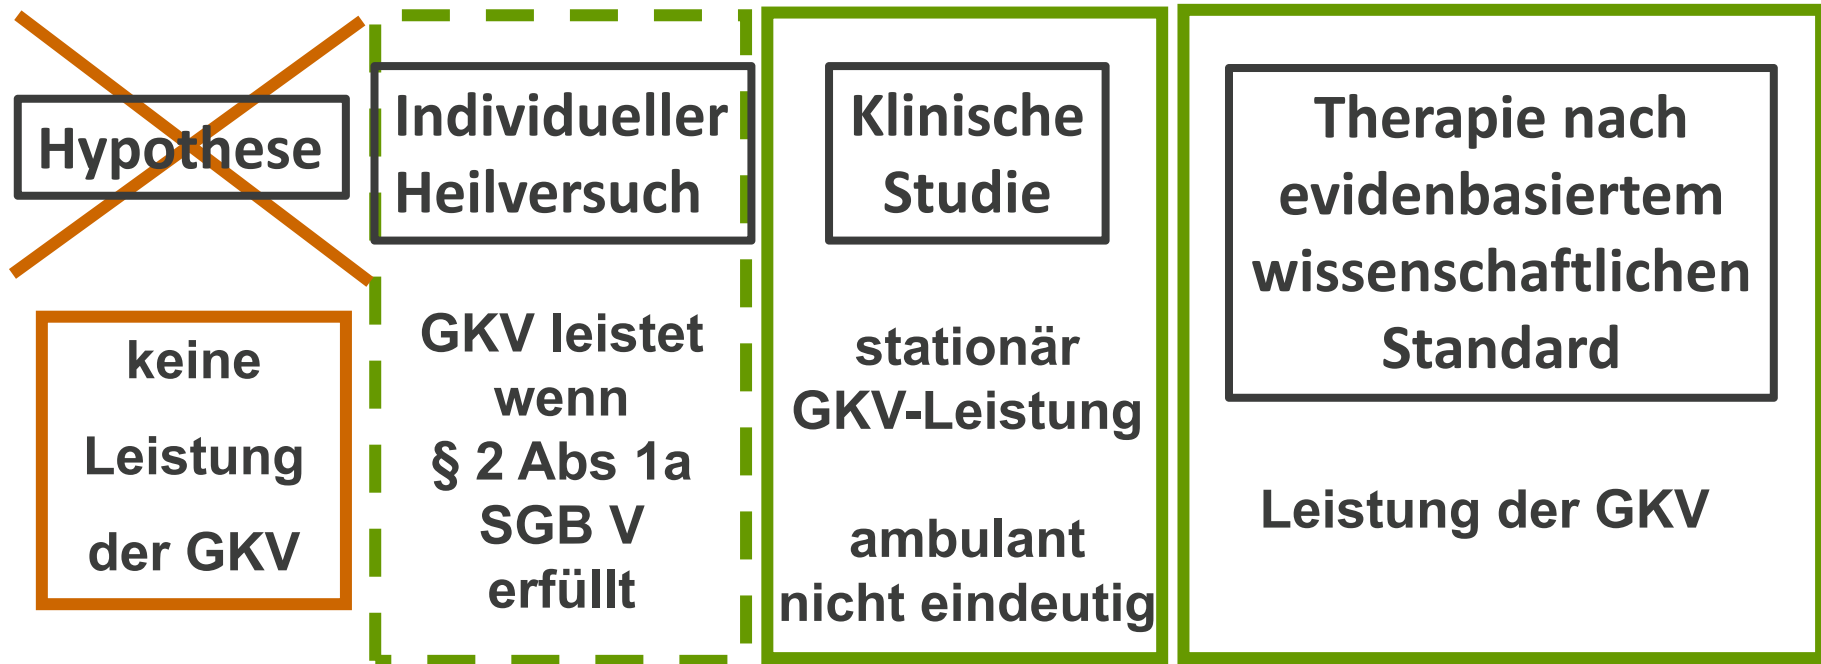 Hypothese
keine
Leistung
der GKV
Individueller
Heilversuch
GKV leistet
wenn
§ 2 Abs 1a
SGB V
erfüllt
Klinische
Studie
stationär
GKV-Leistung
ambulant
nicht eindeutig
Therapie nach
evidenbasiertem
wissenschaftlichen
Standard
Leistung der GKV